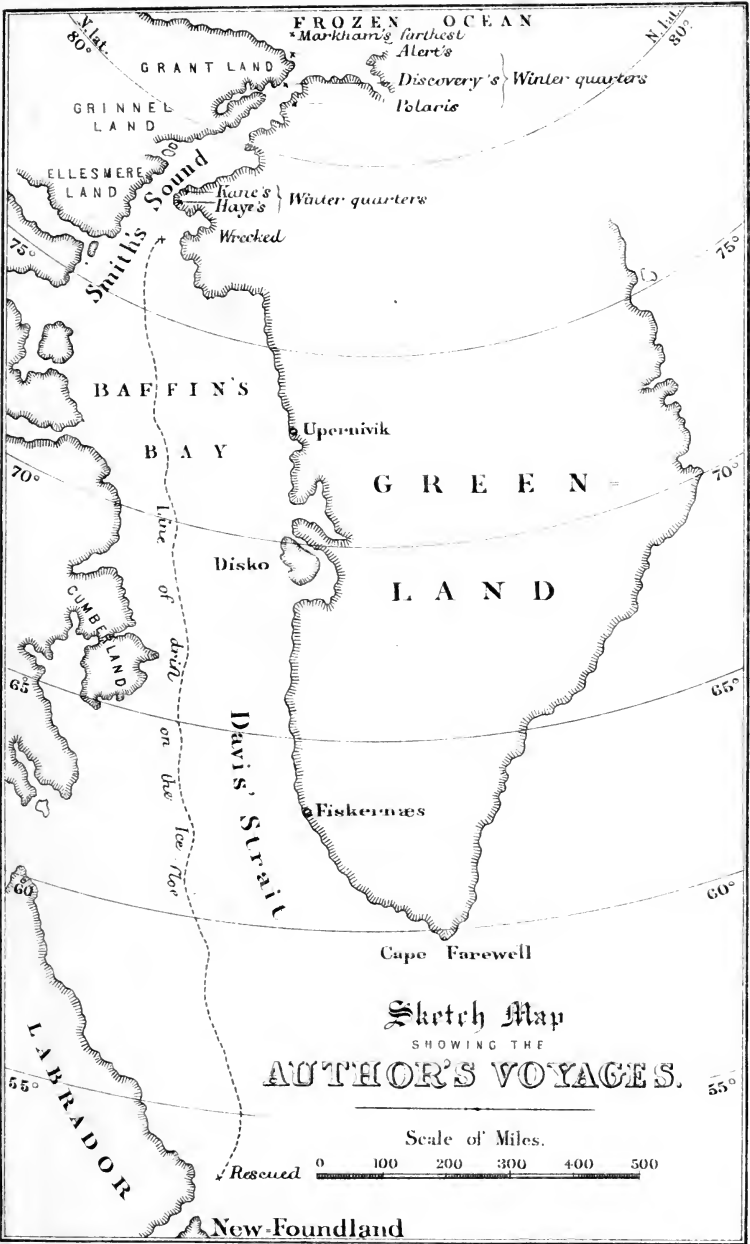 FROZEN OCEAN
N. lat. 80°
N. lat. 80°
Markham's farthest
Alert's
GRANT LAND
Discovery's } Winter quarters
Polaris
GRINNEL
LAND
ELLESMERE
LAND
Smith's Sound
Kane's } Winter quarters
Haye's
Wrecked
75°
75°
BAFFIN'S
BAY
Upernivik
70°
GREEN=
70°
Disko
LAND
CUMBERLAND
Line of drift on the Ice-floe
65°
65°
Davis' Strait
Fiskernæs
60
60°
Cape Farewell
LABRADOR
Sketch Map
SHOWING THE
AUTHOR'S VOYAGES.
55°
55°
Scale of Miles.
0 100 200 300 400 500
Rescued
New=Foundland